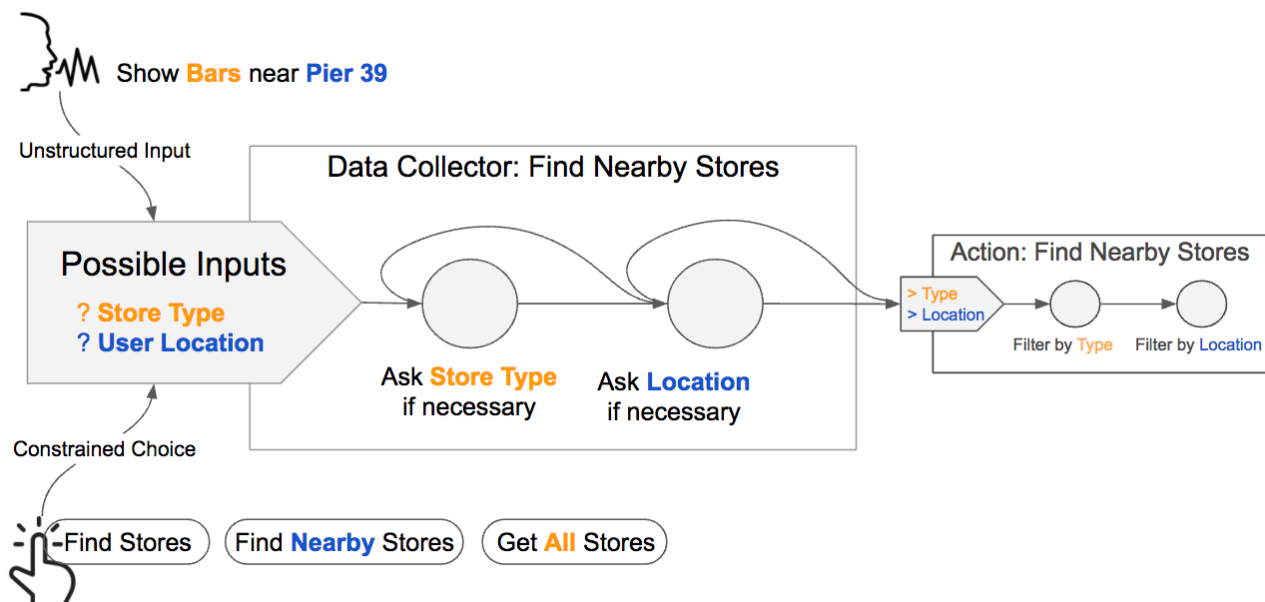 Show Bars near Pier 39
Unstructured Input
Data Collector: Find Nearby Stores
Possible Inputs
? Store Type
? User Location
Ask Store Type
if necessary
Ask Location
if necessary
Action: Find Nearby Stores
> Type
> Location
Filter by Type
Filter by Location
Constrained Choice
Find Stores
Find Nearby Stores
Get All Stores